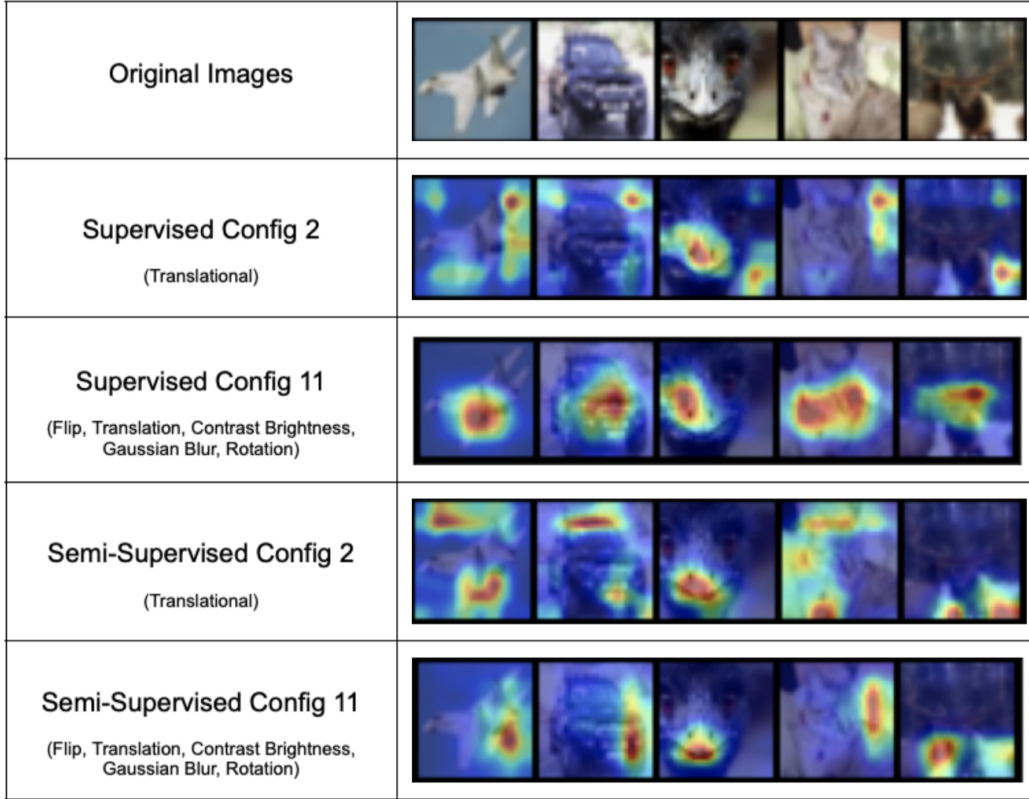 Original Images
Supervised Config 2
(Translational)
Supervised Config 11
(Flip, Translation, Contrast Brightness,
Gaussian Blur, Rotation)
Semi-Supervised Config 2
(Translational)
Semi-Supervised Config 11
(Flip, Translation, Contrast Brightness,
Gaussian Blur, Rotation)